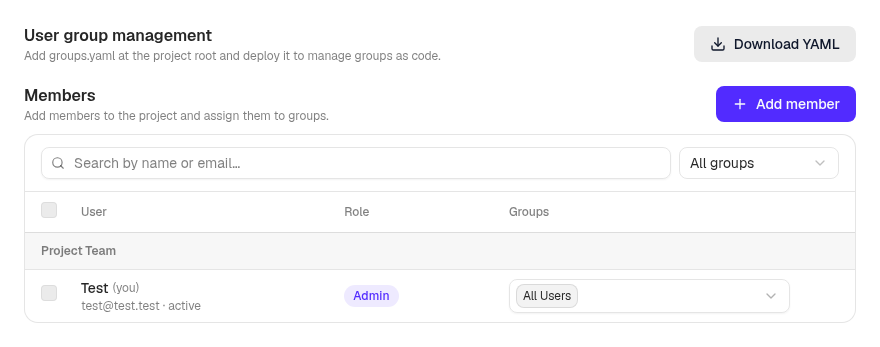 User group management
Add groups.yaml at the project root and deploy it to manage groups as code.
Download YAML
Members
Add members to the project and assign them to groups.
Add member
Search by name or email...
All groups
User
Role
Groups
Project Team
Test (you)
test@test.test · active
Admin
All Users